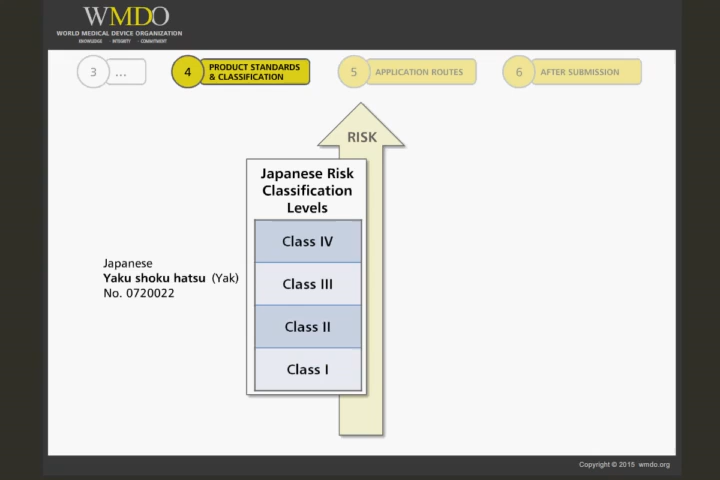 WMDO
WORLD MEDICAL DEVICE ORGANIZATION
KNOWLEDGE · INTEGRITY · COMMITMENT
3 ...
4 PRODUCT STANDARDS
& CLASSIFICATION
5 APPLICATION ROUTES
6 AFTER SUBMISSION
RISK
Japanese Risk
Classification
Levels
Class IV
Class III
Class II
Class I
Japanese
Yaku shoku hatsu (Yak)
No. 0720022
Copyright © 2015 wmdo.org